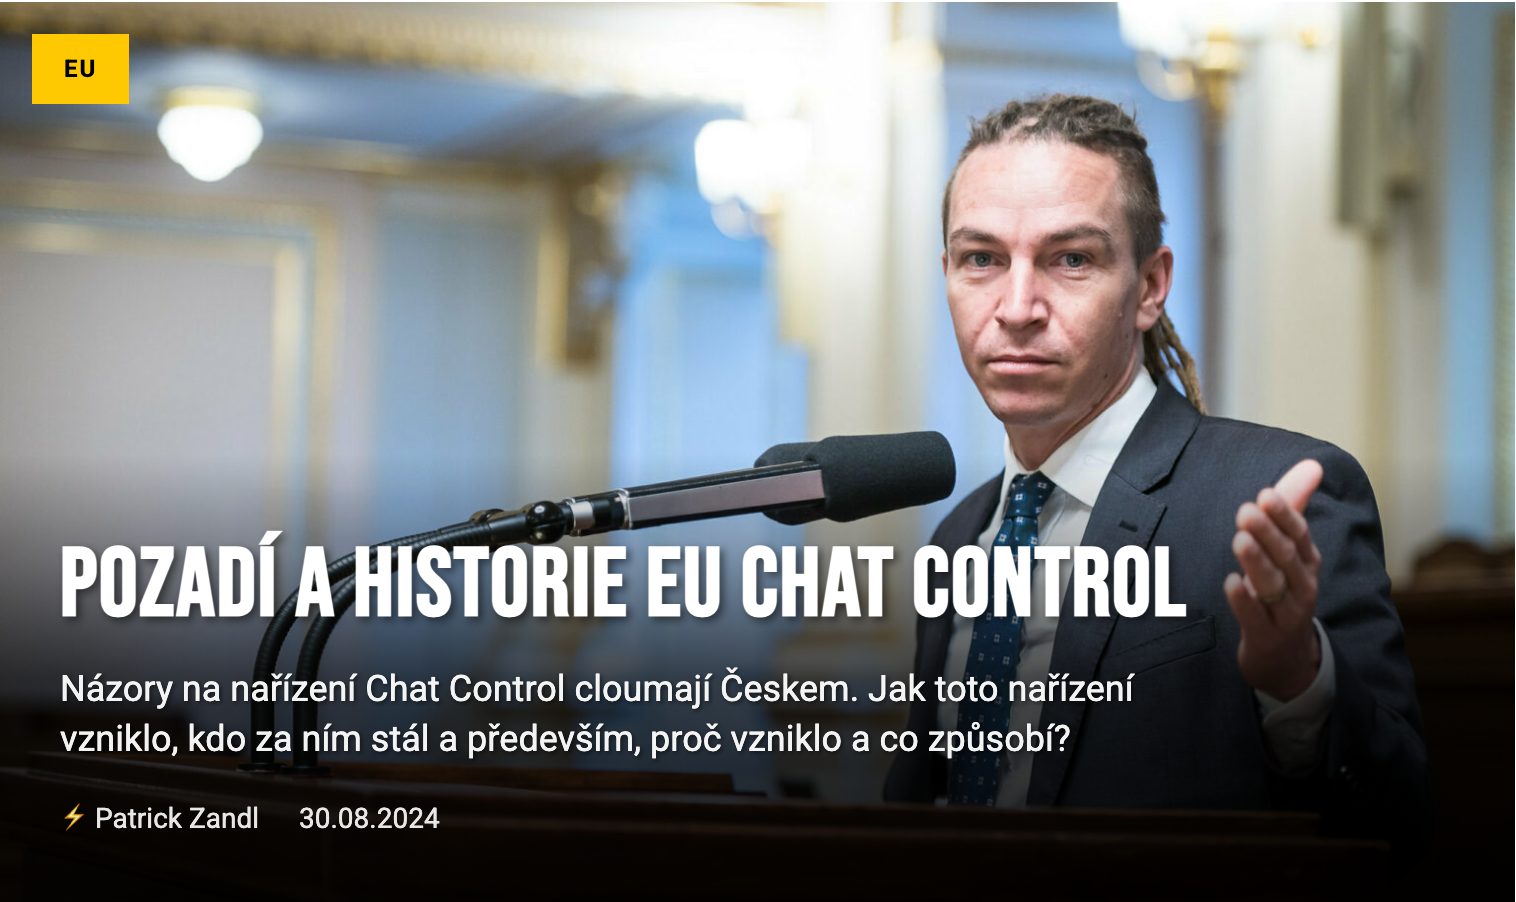 EU
POZADÍ A HISTORIE EU CHAT CONTROL
Názory na nařízení Chat Control cloumají Českem. Jak toto nařízení
vzniklo, kdo za ním stál a především, proč vzniklo a co způsobí?
⚡ Patrick Zandl 30.08.2024